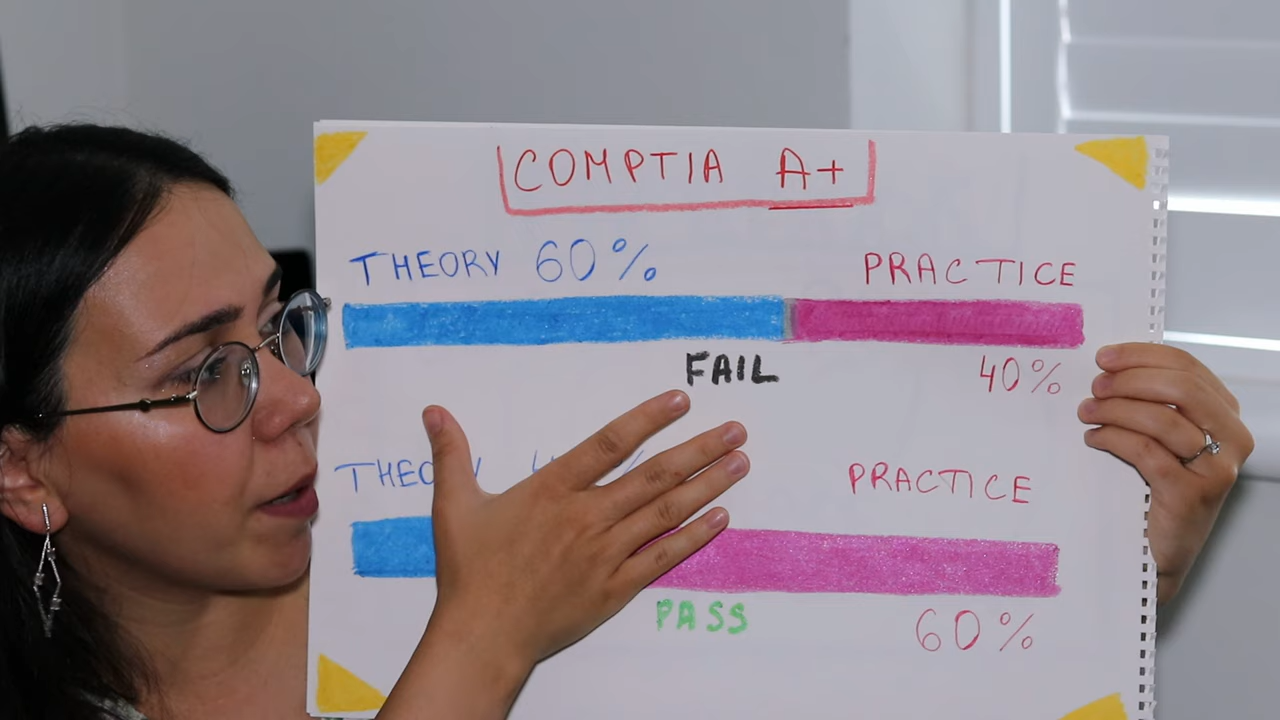 COMPTIA A+
THEORY 60% PRACTICE
FAIL 40%
PRACTICE
PASS 60%